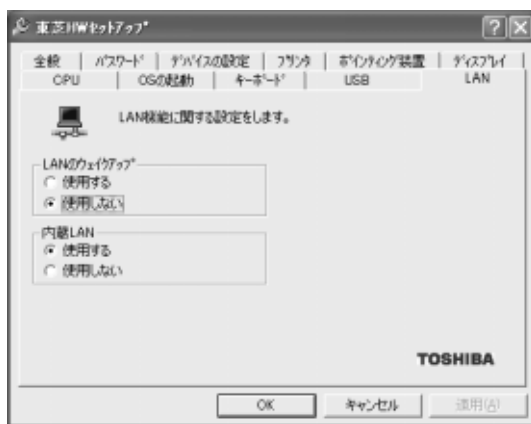 東芝HWセットアップ
全般 パスワード デバイスの設定 プリンタ ポインティング装置 ディスプレイ
CPU OSの起動 キーボード USB LAN
LAN機能に関する設定をします。
LANのウェイクアップ
使用する
使用しない
内蔵LAN
使用する
使用しない
TOSHIBA
OK キャンセル 適用(A)